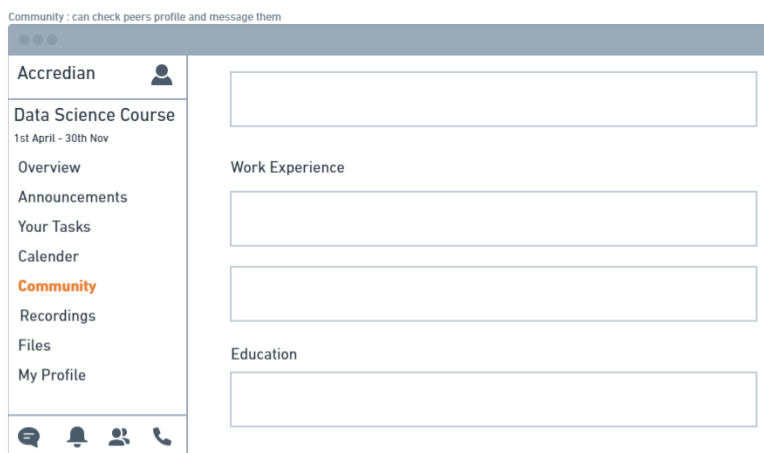 Community : can check peers profile and message them
Accredian
Data Science Course
1st April - 30th Nov
Overview
Announcements
Your Tasks
Calender
Community
Recordings
Files
My Profile
Work Experience
Education